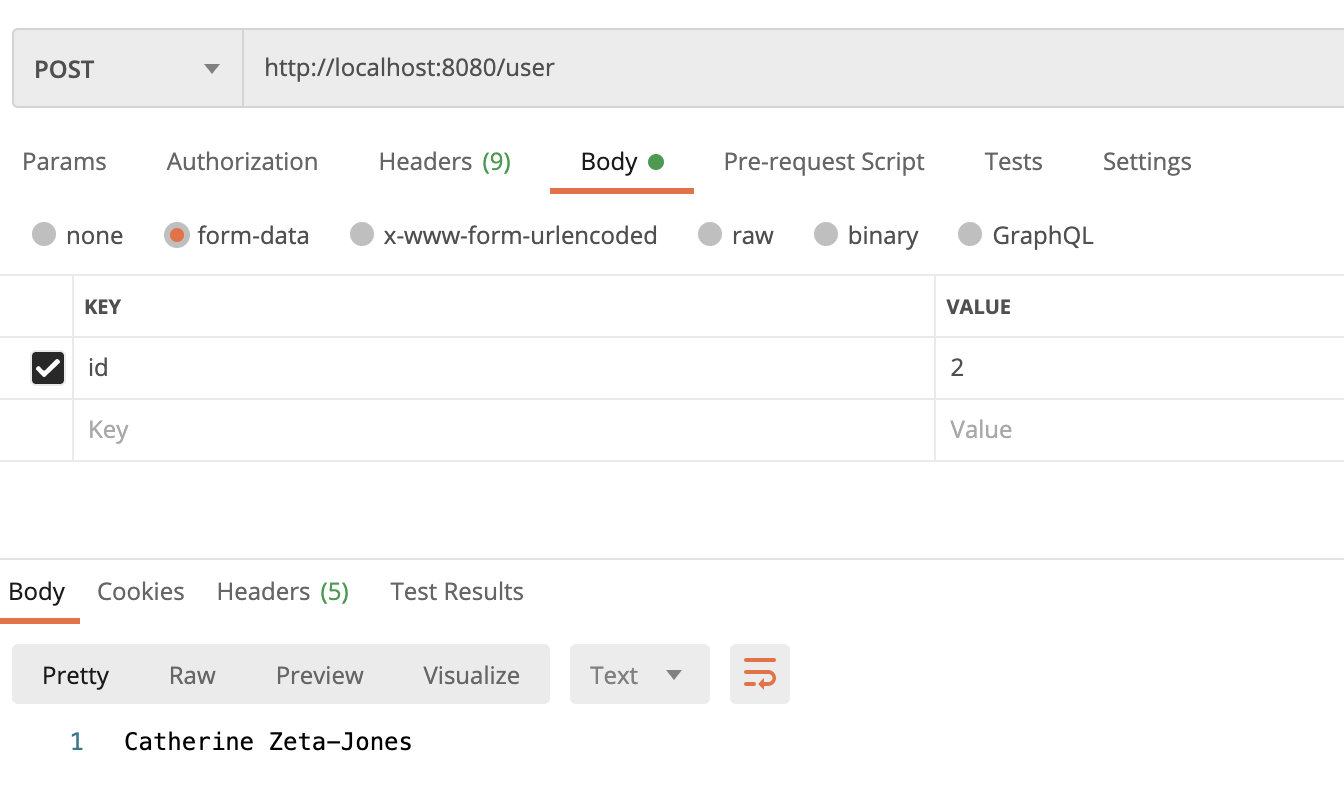 POST http://localhost:8080/user
Params Authorization Headers (9) Body Pre-request Script Tests Settings
none form-data x-www-form-urlencoded raw binary GraphQL
KEY VALUE
id 2
Key Value
Body Cookies Headers (5) Test Results
Pretty Raw Preview Visualize Text
1 Catherine Zeta-Jones